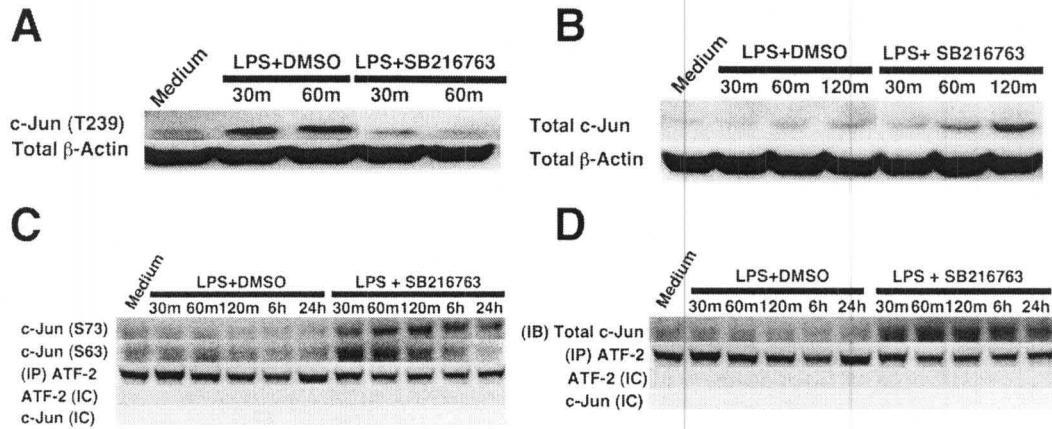 A
Medium
LPS+DMSO LPS+SB216763
30m 60m 30m 60m
c-Jun (T239)
Total β-Actin
B
Medium
LPS+DMSO LPS+ SB216763
30m 60m 120m 30m 60m 120m
Total c-Jun
Total β-Actin
C
Medium
LPS+DMSO LPS + SB216763
30m 60m 120m 6h 24h 30m 60m 120m 6h 24h
c-Jun (S73)
c-Jun (S63)
(IP) ATF-2
ATF-2 (IC)
c-Jun (IC)
D
Medium
LPS+DMSO LPS + SB216763
30m 60m 120m 6h 24h 30m 60m 120m 6h 24h
(IB) Total c-Jun
(IP) ATF-2
ATF-2 (IC)
c-Jun (IC)